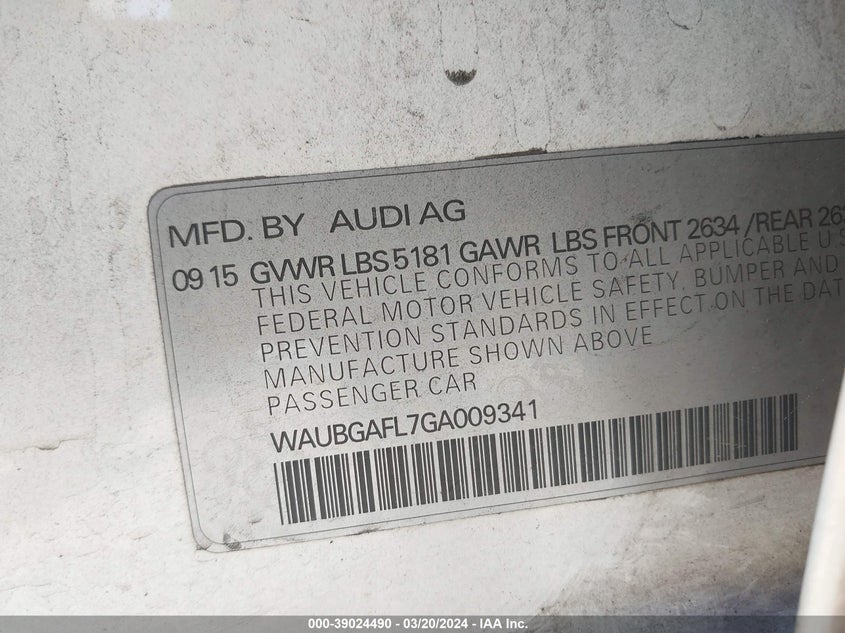 MFD. BY AUDI AG
09 15 GVWR LBS 5181 GAWR LBS FRONT 2634 /REAR
THIS VEHICLE CONFORMS TO ALL APPLICABLE U
FEDERAL MOTOR VEHICLE SAFETY, BUMPER AND
PREVENTION STANDARDS IN EFFECT ON THE
MANUFACTURE SHOWN ABOVE
PASSENGER CAR
WAUBGAFL7GA009341
000-39024490 - 03/20/2024 - IAA Inc.